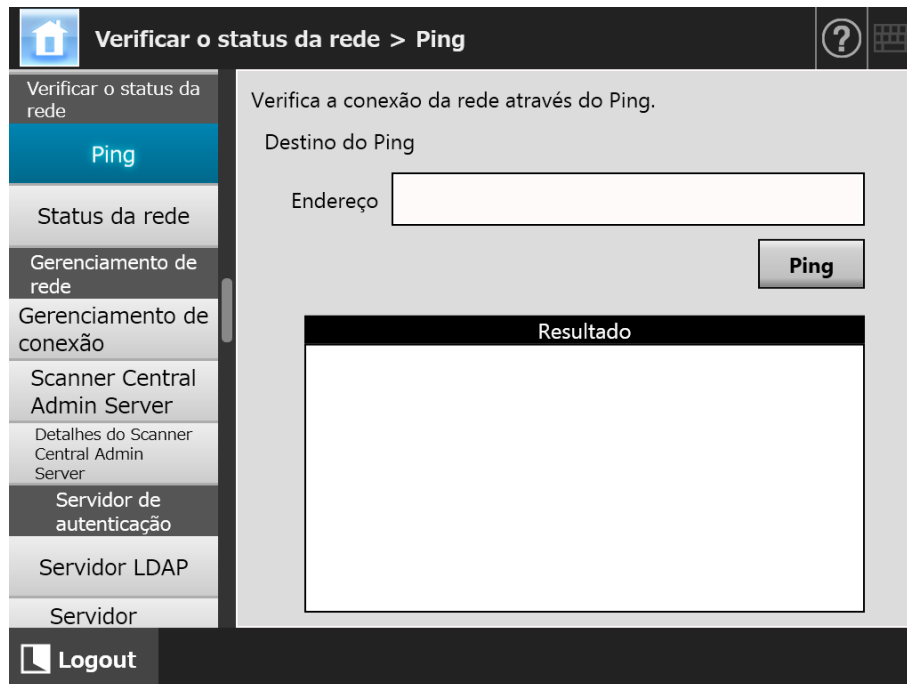 Verificar o status da rede > Ping
?
Verificar o status da
rede
Ping
Status da rede
Gerenciamento de
rede
Gerenciamento de
conexão
Scanner Central
Admin Server
Detalhes do Scanner
Central Admin
Server
Servidor de
autenticação
Servidor LDAP
Servidor
Verifica a conexão da rede através do Ping.
Destino do Ping
Endereço
Ping
Resultado
Logout